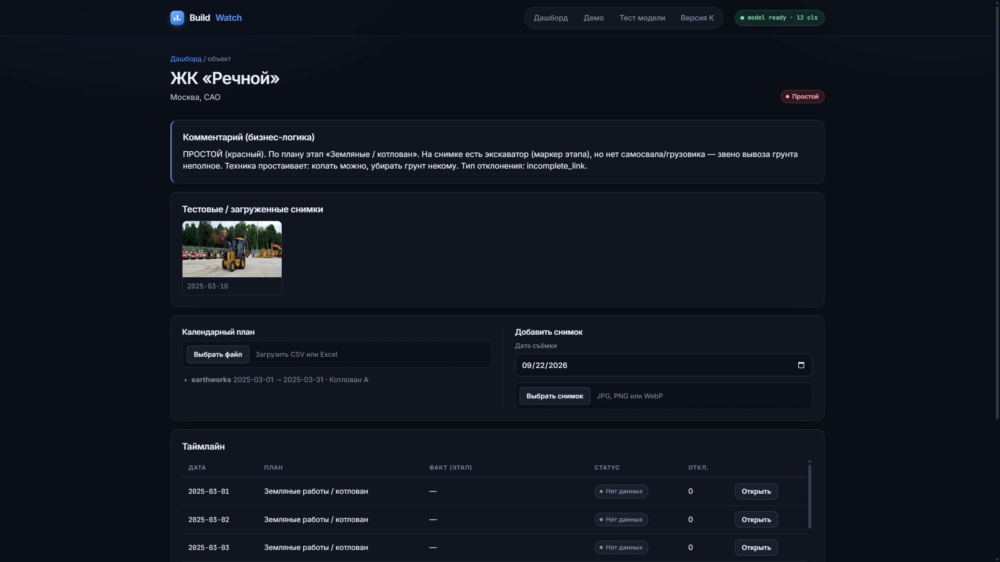 Build Watch
Дашборд Демо Тест модели Версия К
model ready · 12 cls
Дашборд / объект
ЖК «Речной»
Москва, САО
Простой
Комментарий (бизнес-логика)
ПРОСТОЙ (красный). По плану этап «Земляные / котлован». На снимке есть экскаватор (маркер этапа), но нет самосвала/грузовика — звено вывоза грунта
неполное. Техника простаивает: копать можно, убирать грунт некому. Тип отклонения: incomplete_link.
Тестовые / загруженные снимки
2025-03-10
Календарный план
Выбрать файл Загрузить CSV или Excel
• earthworks 2025-03-01 → 2025-03-31 · Котлован А
Добавить снимок
Дата съёмки
09/22/2026
Выбрать снимок JPG, PNG или WebP
Таймлайн
ДАТА ПЛАН ФАКТ (ЭТАП) СТАТУС ОТКЛ.
2025-03-01 Земляные работы / котлован — Нет данных 0 Открыть
2025-03-02 Земляные работы / котлован — Нет данных 0 Открыть
2025-03-03 Земляные работы / котлован — Нет данных 0 Открыть